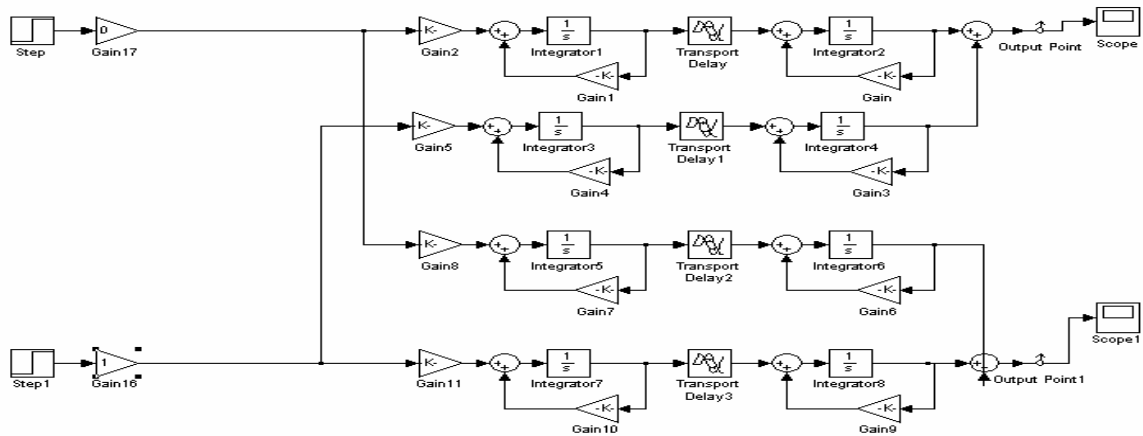 0
K-
1
s
1
s
Step
Gain17
Gain2
Integrator1
Transport
Delay
Integrator2
Output Point
Scope
-K-
-K-
Gain1
Gain
K-
1
s
1
s
Gain5
Integrator3
Transport
Delay1
Integrator4
-K-
-K-
Gain4
Gain3
K-
1
s
1
s
Gain8
Integrator5
Transport
Delay2
Integrator6
-K-
-K-
Gain7
Gain6
Scope1
1
K-
1
s
1
s
Step1
Gain16
Gain11
Integrator7
Transport
Delay3
Integrator8
Output Point1
-K-
-K-
Gain10
Gain9